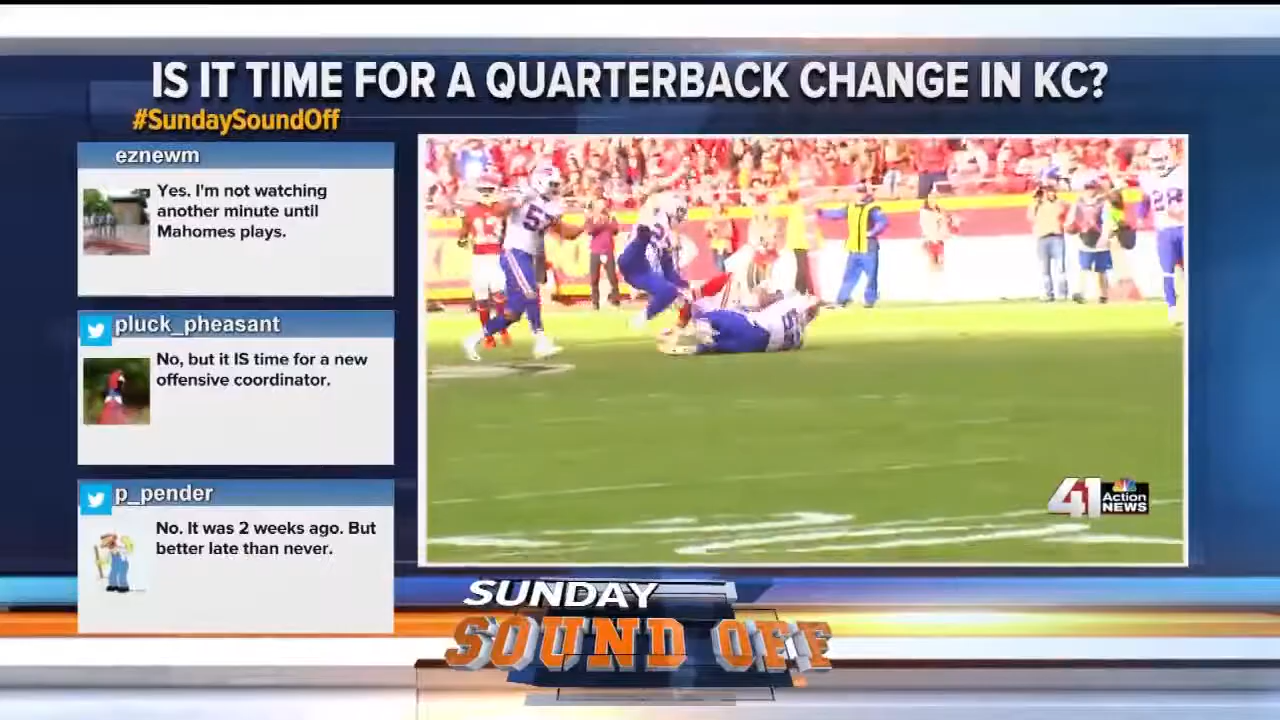 IS IT TIME FOR A QUARTERBACK CHANGE IN KC?
#SundaySoundOff
eznewm
Yes. I'm not watching
another minute until
Mahomes plays.
pluck_pheasant
No, but it IS time for a new
offensive coordinator.
p_pender
No. It was 2 weeks ago. But
better late than never.
28
41 Action
NEWS
SUNDAY
SOUND OFF